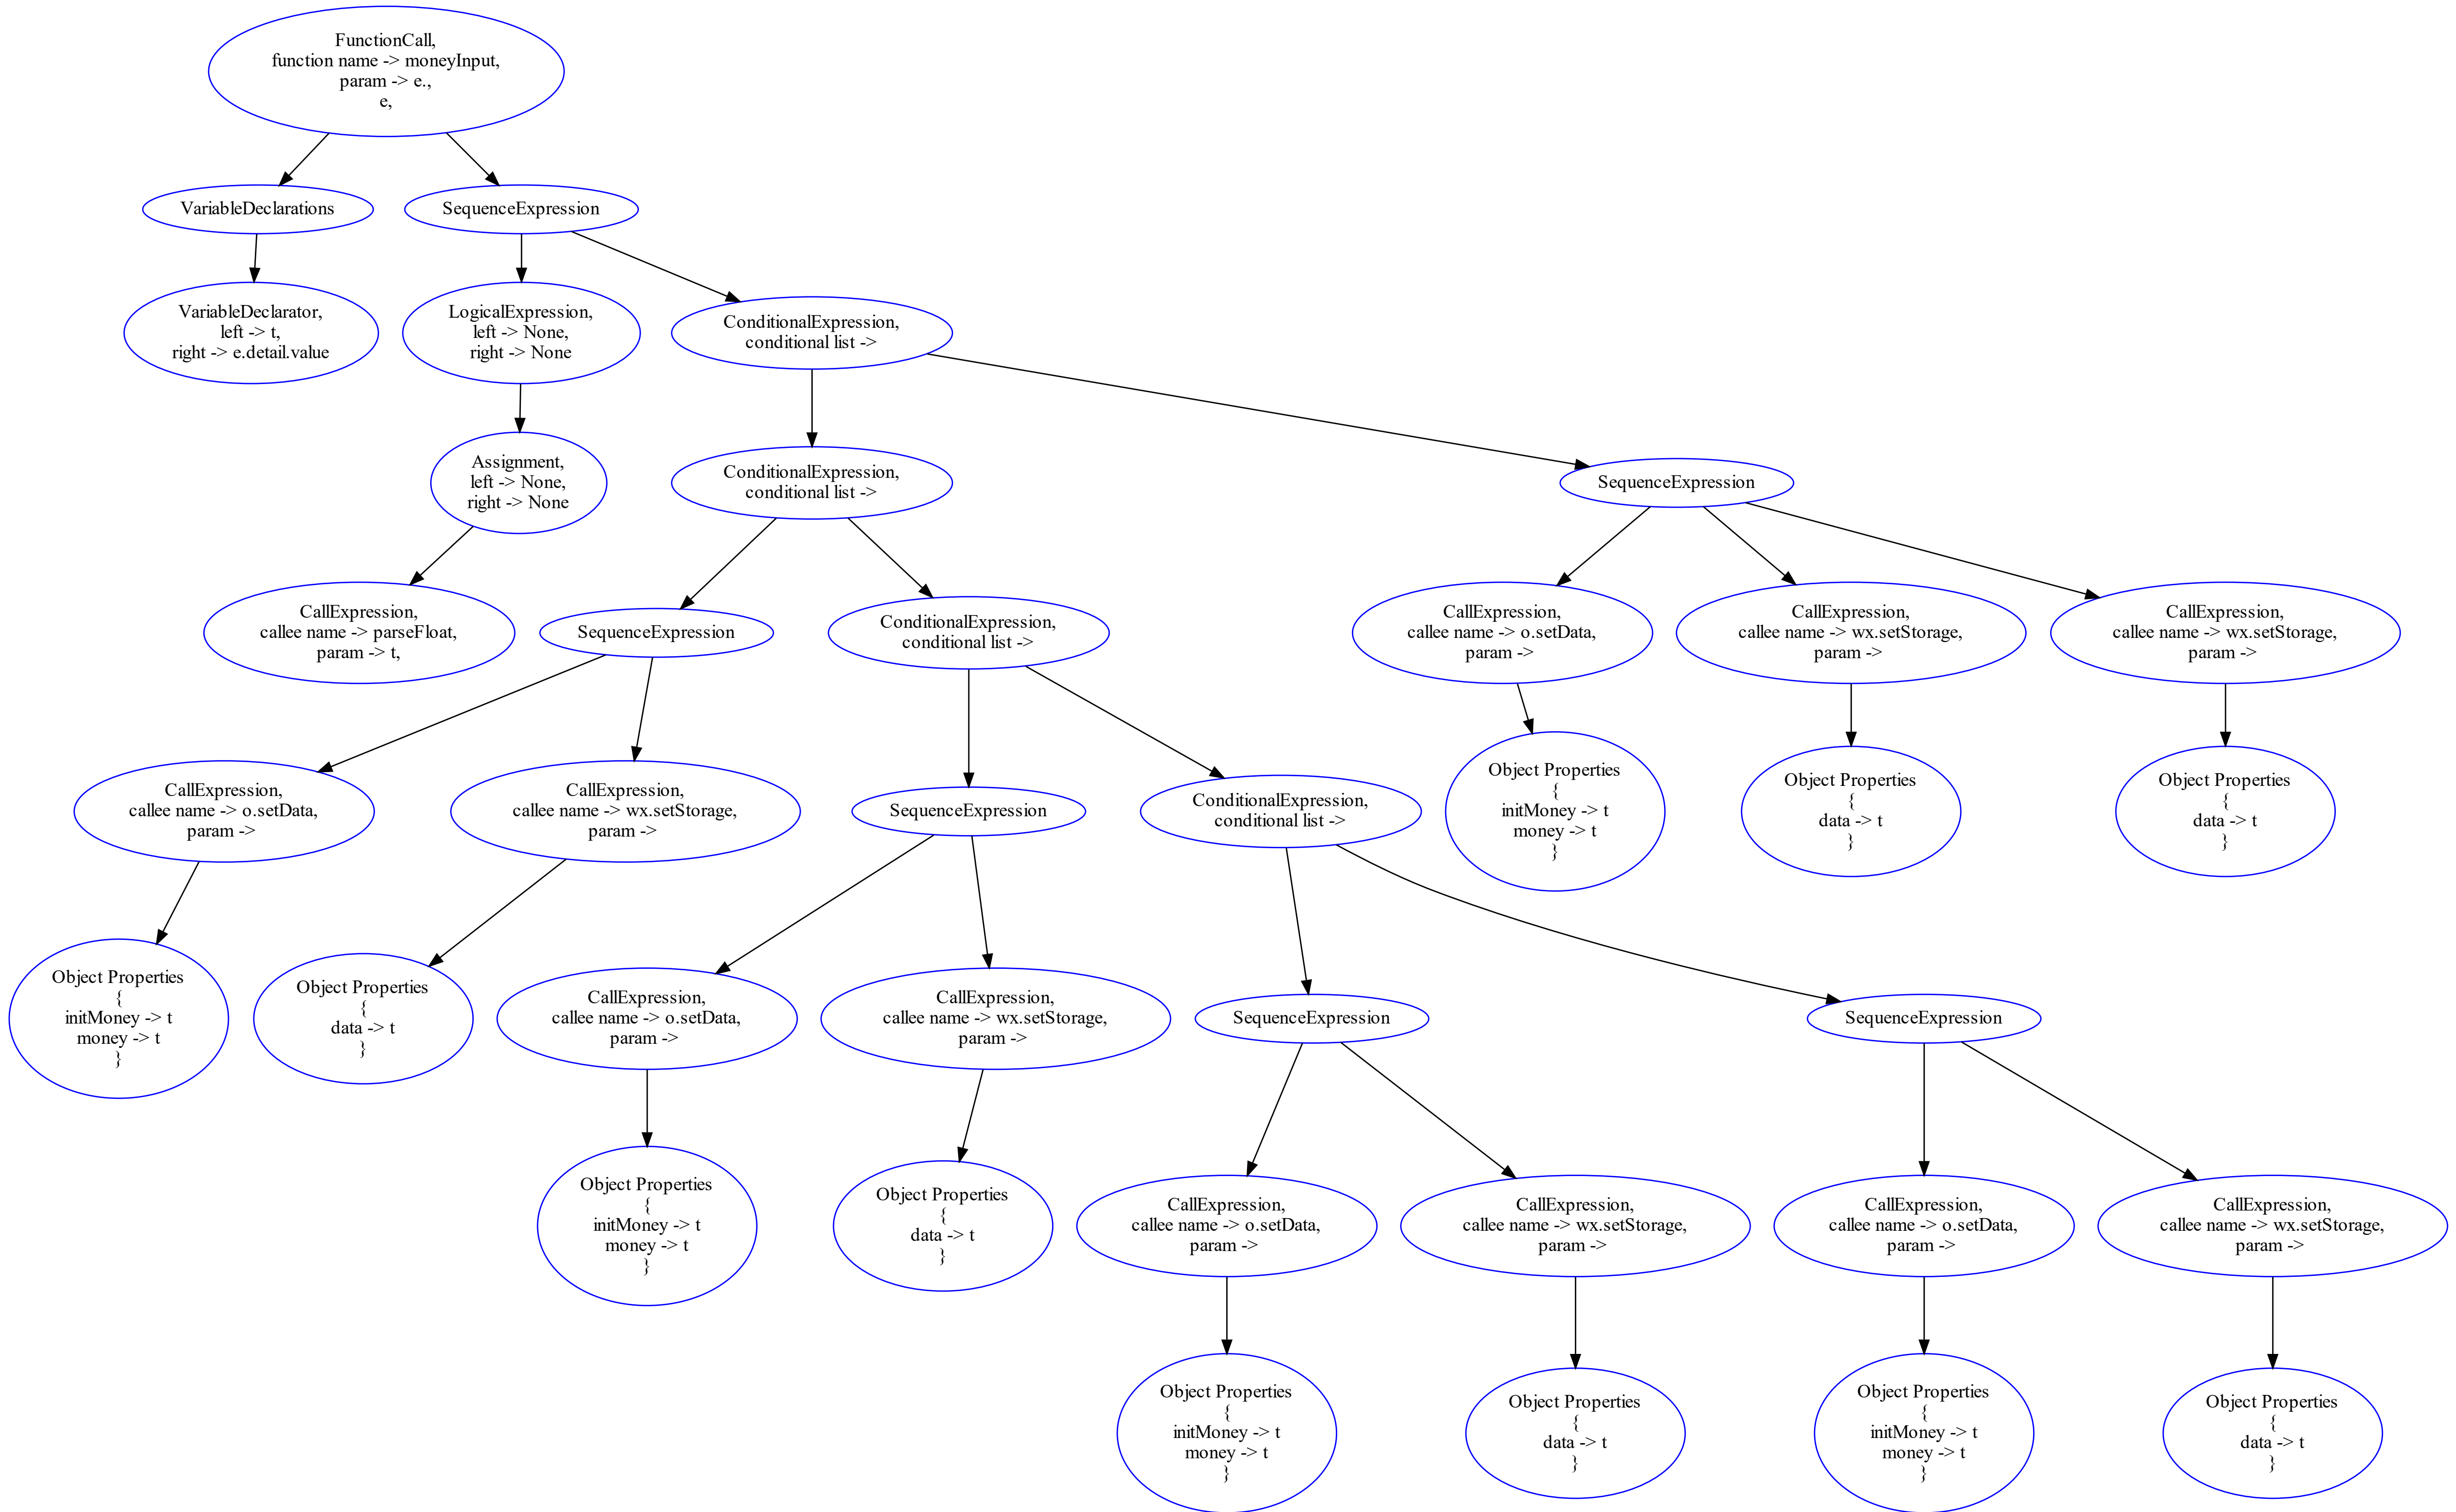 FunctionCall,
function name -> moneyInput,
param -> e.,
e,
VariableDeclarations
SequenceExpression
VariableDeclarator,
left -> t,
right -> e.detail.value
LogicalExpression,
left -> None,
right -> None
ConditionalExpression,
conditional list ->
Assignment,
left -> None,
right -> None
ConditionalExpression,
conditional list ->
SequenceExpression
CallExpression,
callee name -> parseFloat,
param -> t,
SequenceExpression
ConditionalExpression,
conditional list ->
CallExpression,
callee name -> o.setData,
param ->
CallExpression,
callee name -> wx.setStorage,
param ->
CallExpression,
callee name -> wx.setStorage,
param ->
CallExpression,
callee name -> o.setData,
param ->
CallExpression,
callee name -> wx.setStorage,
param ->
SequenceExpression
ConditionalExpression,
conditional list ->
Object Properties
{
initMoney -> t
money -> t
}
Object Properties
{
data -> t
}
Object Properties
{
data -> t
}
Object Properties
{
initMoney -> t
money -> t
}
Object Properties
{
data -> t
}
CallExpression,
callee name -> o.setData,
param ->
CallExpression,
callee name -> wx.setStorage,
param ->
SequenceExpression
SequenceExpression
Object Properties
{
initMoney -> t
money -> t
}
Object Properties
{
data -> t
}
CallExpression,
callee name -> o.setData,
param ->
CallExpression,
callee name -> wx.setStorage,
param ->
CallExpression,
callee name -> o.setData,
param ->
CallExpression,
callee name -> wx.setStorage,
param ->
Object Properties
{
initMoney -> t
money -> t
}
Object Properties
{
data -> t
}
Object Properties
{
initMoney -> t
money -> t
}
Object Properties
{
data -> t
}